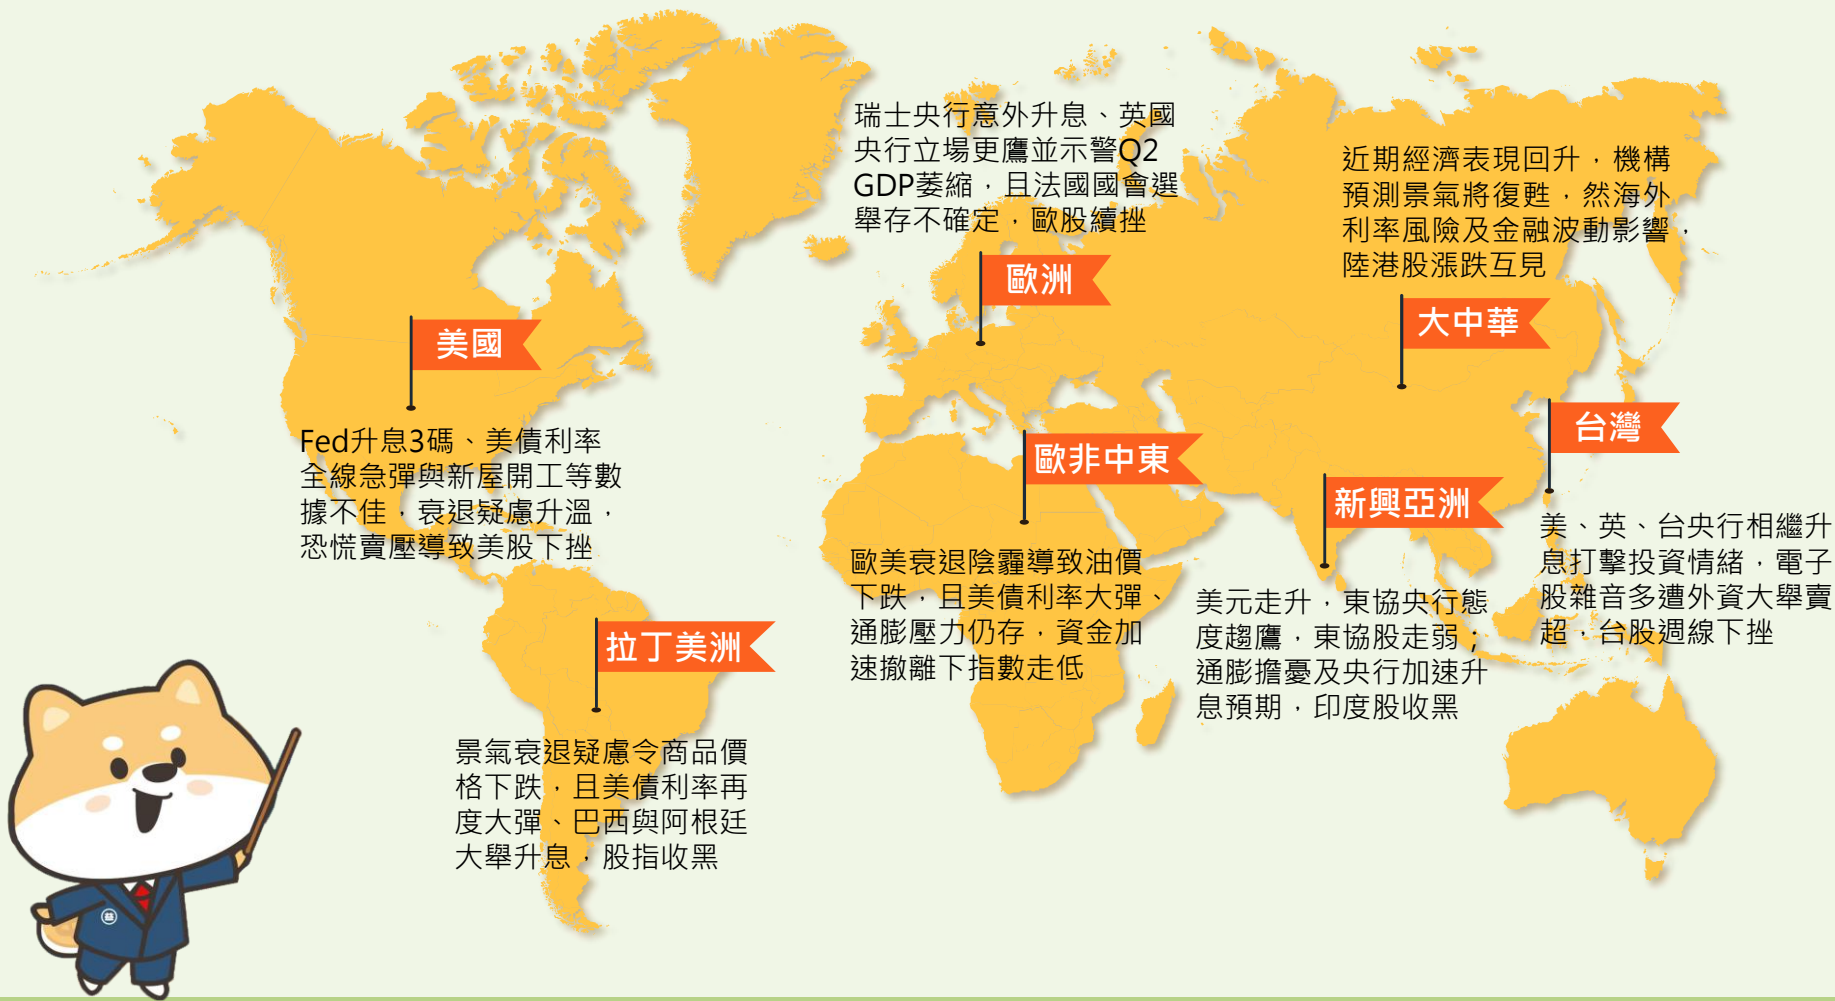 瑞士央行意外升息、英國
央行立場更鷹並示警Q2
GDP萎縮，且法國國會選
舉存不確定，歐股續挫
歐洲
近期經濟表現回升，機構
預測景氣將復甦，然海外
利率風險及金融波動影響，
陸港股漲跌互見
大中華
美國
Fed升息3碼、美債利率
全線急彈與新屋開工等數
據不佳，衰退疑慮升溫，
恐慌賣壓導致美股下挫
台灣
美、英、台央行相繼升
息打擊投資情緒，電子
股雜音多遭外資大舉賣
超，台股週線下挫
歐非中東
歐美衰退陰霾導致油價
下跌，且美債利率大彈、
通膨壓力仍存，資金加
速撤離下指數走低
新興亞洲
美元走升，東協央行態
度趨鷹，東協股走弱；
通膨擔憂及央行加速升
息預期，印度股收黑
拉丁美洲
景氣衰退疑慮令商品價
格下跌，且美債利率再
度大彈、巴西與阿根廷
大舉升息，股指收黑